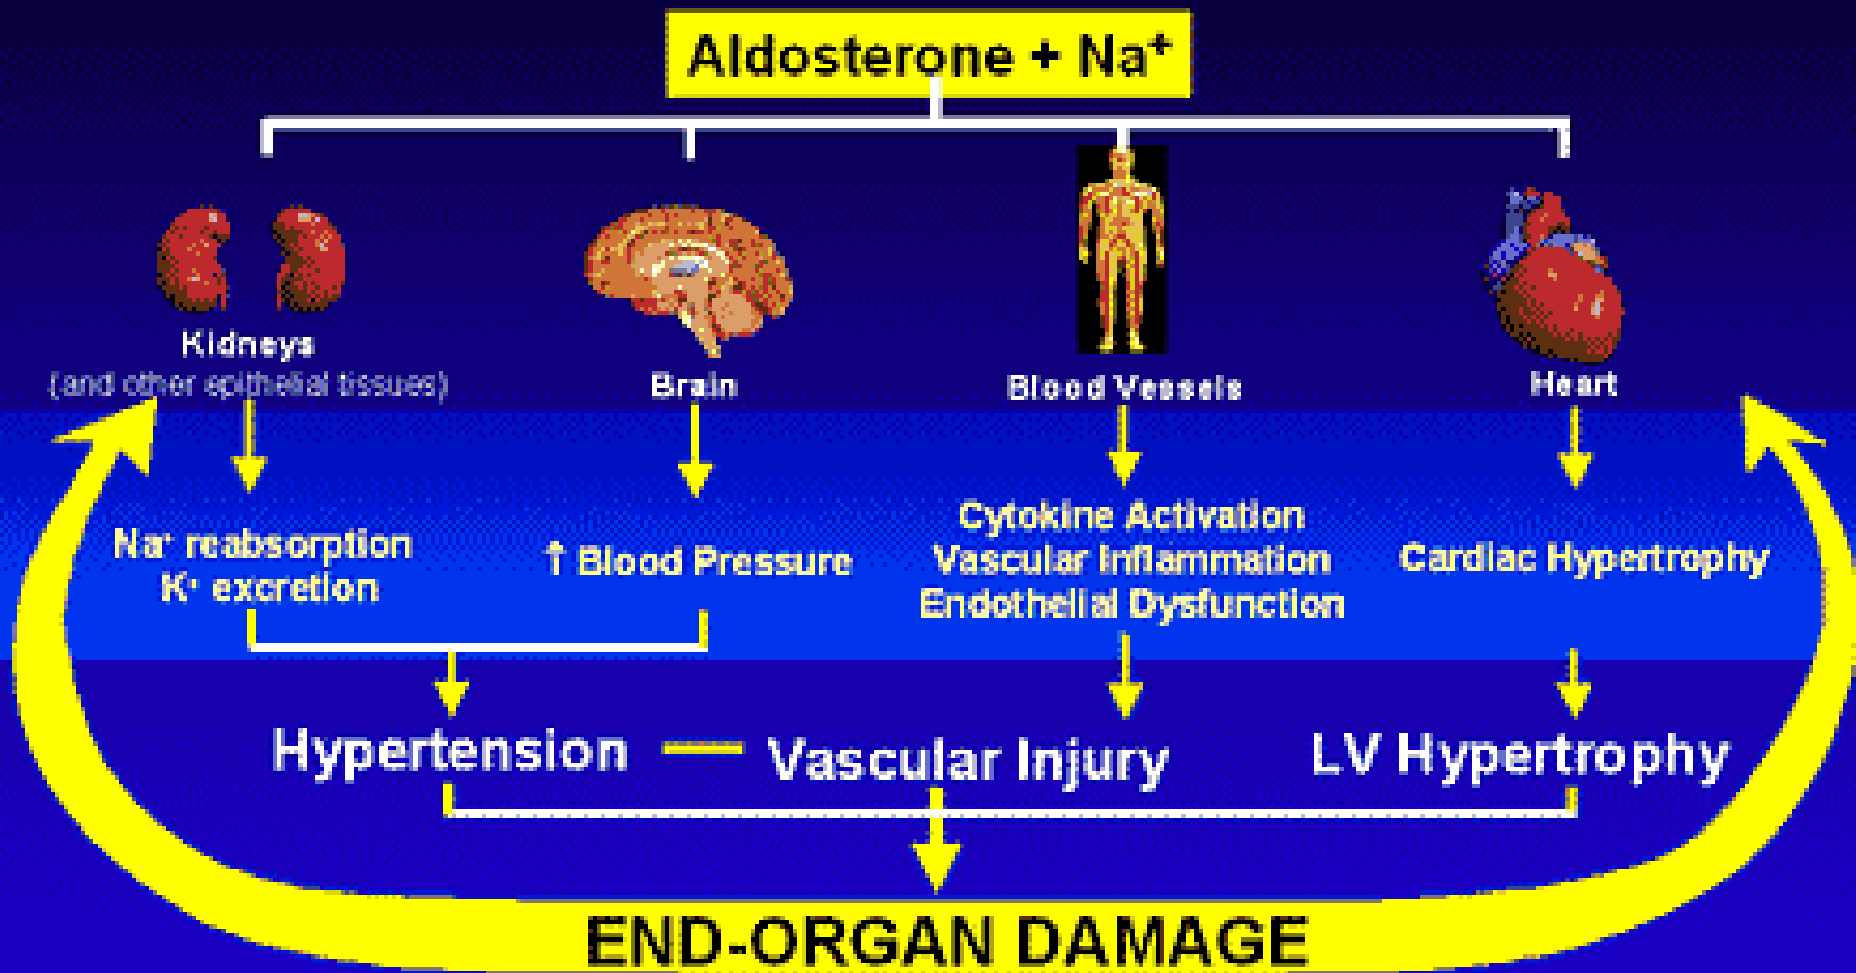 Aldosterone + Na⁺
Kidneys
(and other epithelial tissues)
Brain
Blood Vessels
Heart
Na⁺ reabsorption
K⁺ excretion
↑ Blood Pressure
Cytokine Activation
Vascular Inflammation
Endothelial Dysfunction
Cardiac Hypertrophy
Hypertension
Vascular Injury
LV Hypertrophy
END-ORGAN DAMAGE